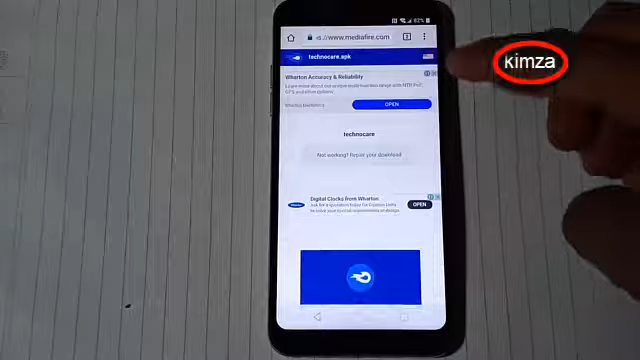 82%
s://www.mediafire.com
technocare.apk
kimza
Wharton Accuracy & Reliability
OPEN
technocare
Not working? Repair your download
Digital Clocks from Wharton
OPEN